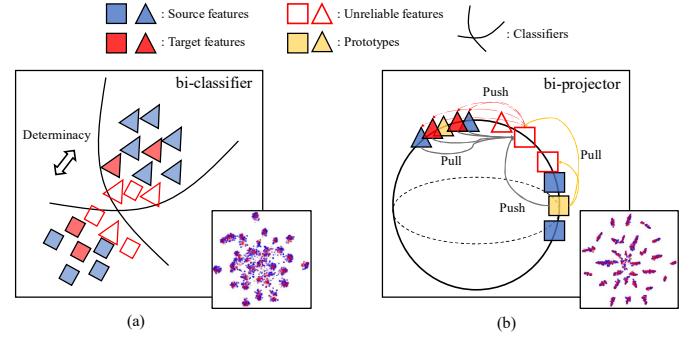 : Source features
: Unreliable features
: Classifiers
: Target features
: Prototypes
bi-classifier
Determinacy
(a)
bi-projector
Push
Pull
Pull
Push
(b)